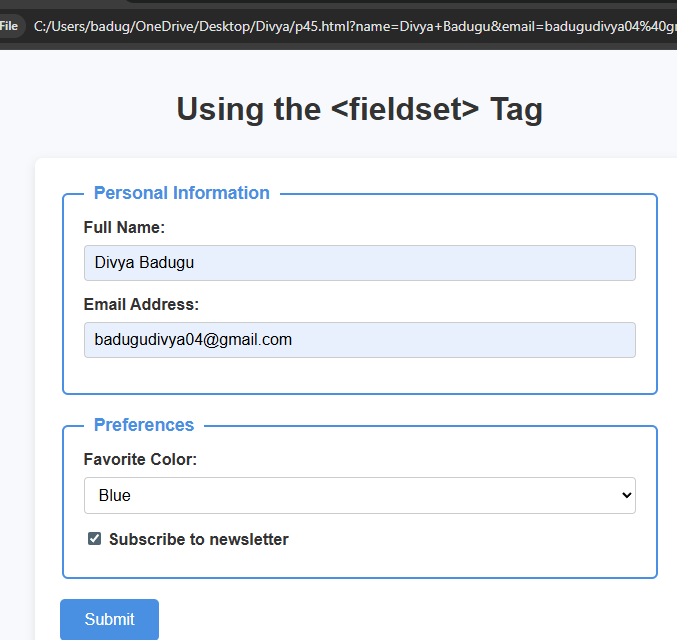 File C:/Users/badug/OneDrive/Desktop/Divya/p45.html?name=Divya+Badugu&email=badugudivya04%40gr
Using the <fieldset> Tag
Personal Information
Full Name:
Divya Badugu
Email Address:
badugudivya04@gmail.com
Preferences
Favorite Color:
Blue
Subscribe to newsletter
Submit